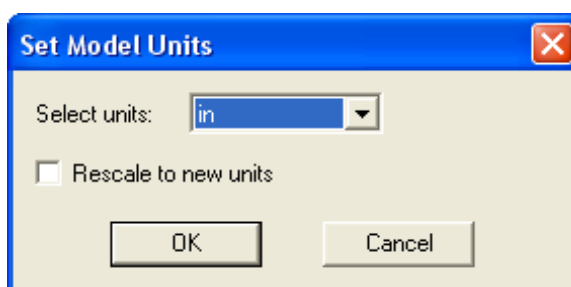 Set Model Units
Select units: in
Rescale to new units
OK Cancel